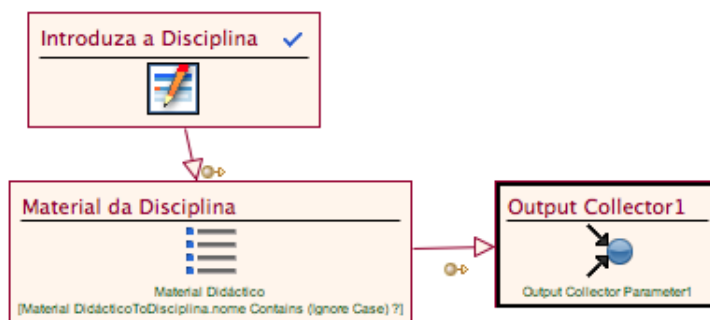 Introduza a Disciplina
Material da Disciplina
Material Didáctico
[Material DidácticoToDisciplina.nome Contains (Ignore Case) ?]
Output Collector1
Output Collector Parameter1